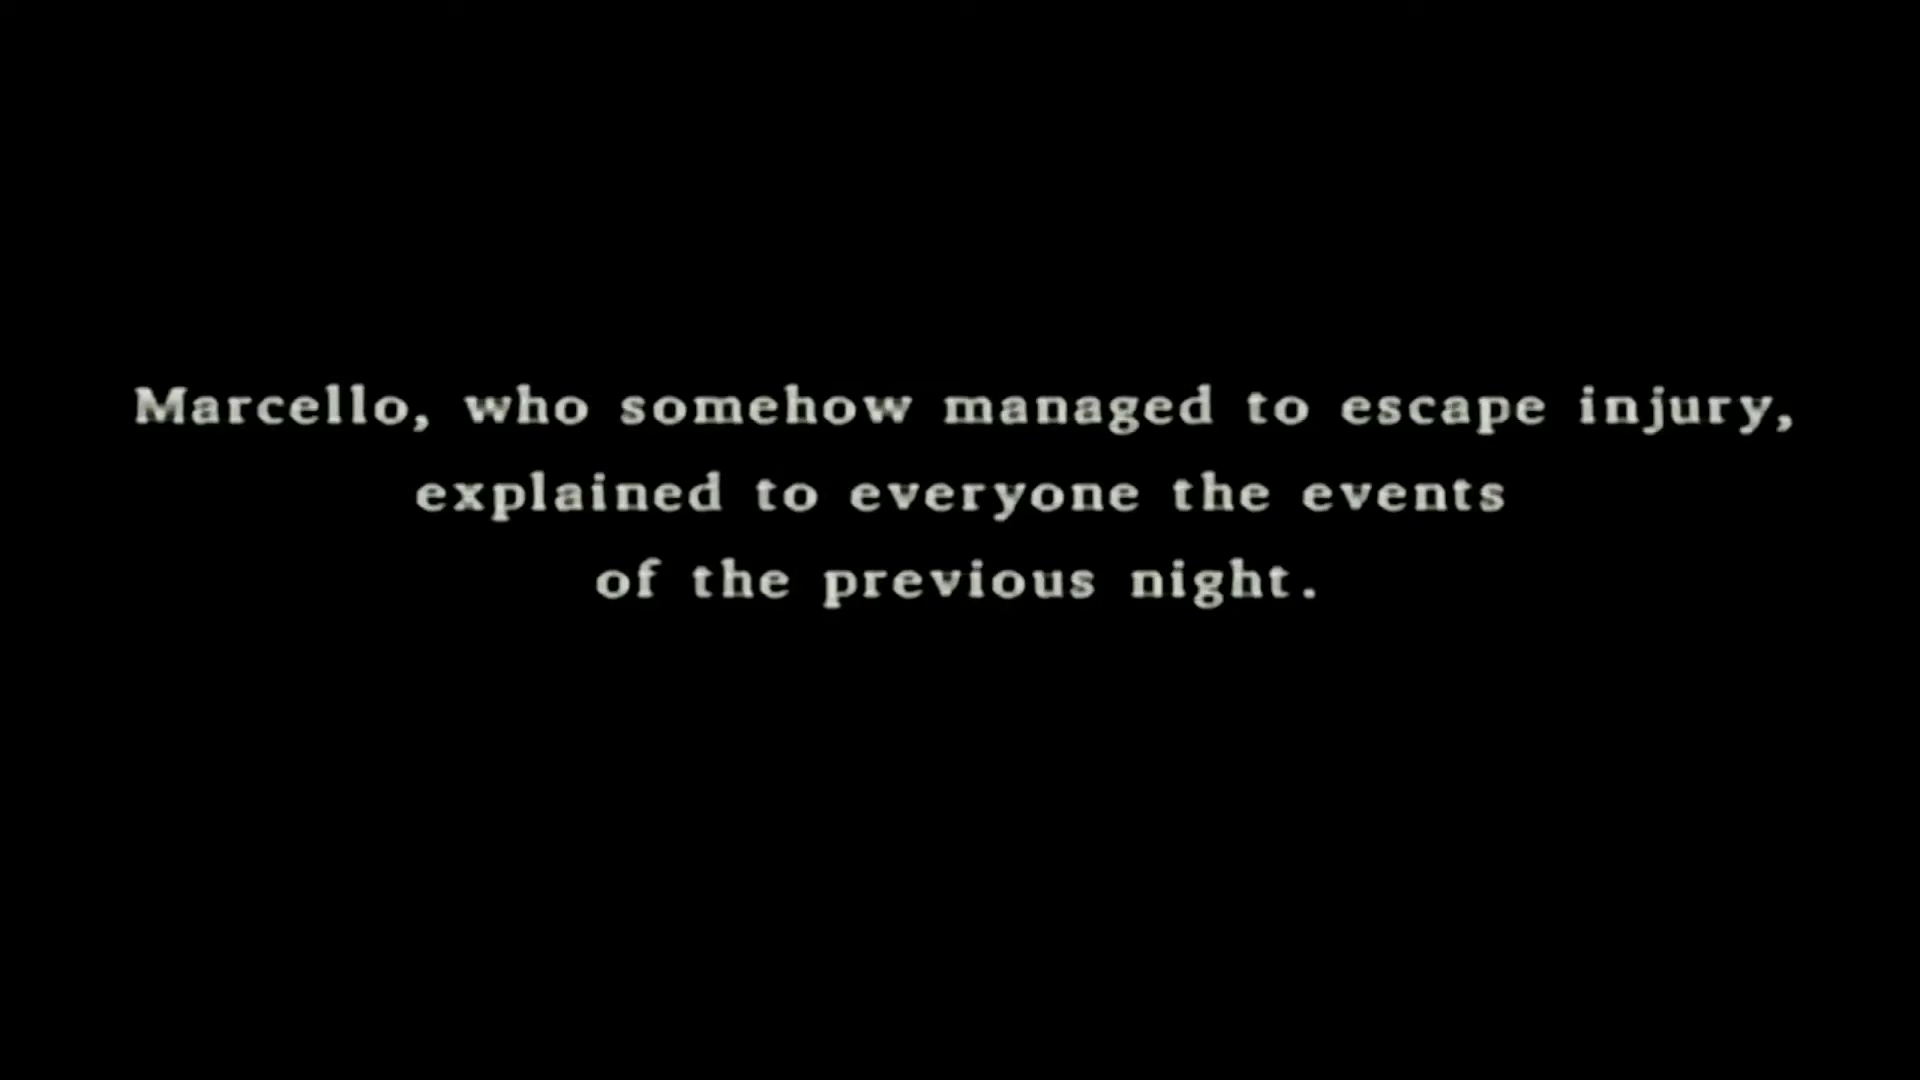 Marcello, who somehow managed to escape injury,
explained to everyone the events
of the previous night.